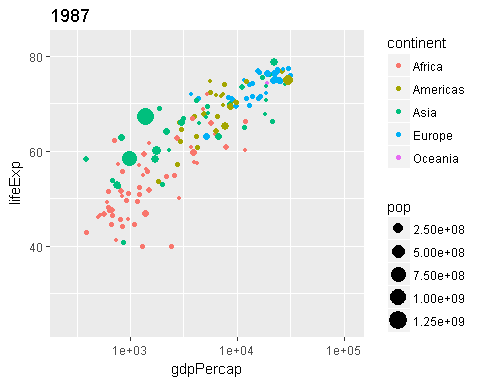 1987
80
60
40
lifeExp
1e+03
1e+04
1e+05
gdpPercap
continent
Africa
Americas
Asia
Europe
Oceania
pop
2.50e+08
5.00e+08
7.50e+08
1.00e+09
1.25e+09